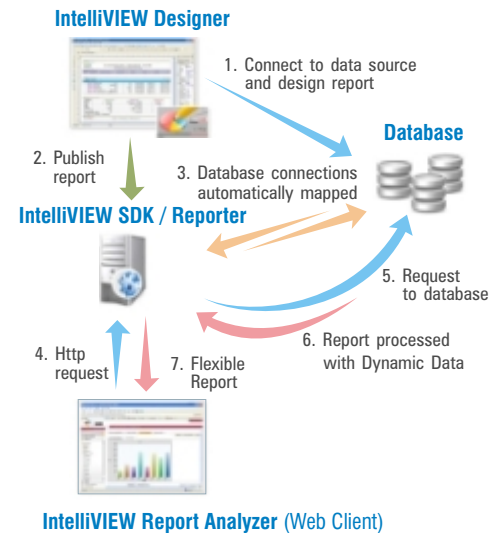 IntelliVIEW Designer
1. Connect to data source
and design report
Database
2. Publish
report
3. Database connections
automatically mapped
IntelliVIEW SDK / Reporter
5. Request
to database
6. Report processed
with Dynamic Data
4. Http
request
7. Flexible
Report
IntelliVIEW Report Analyzer (Web Client)